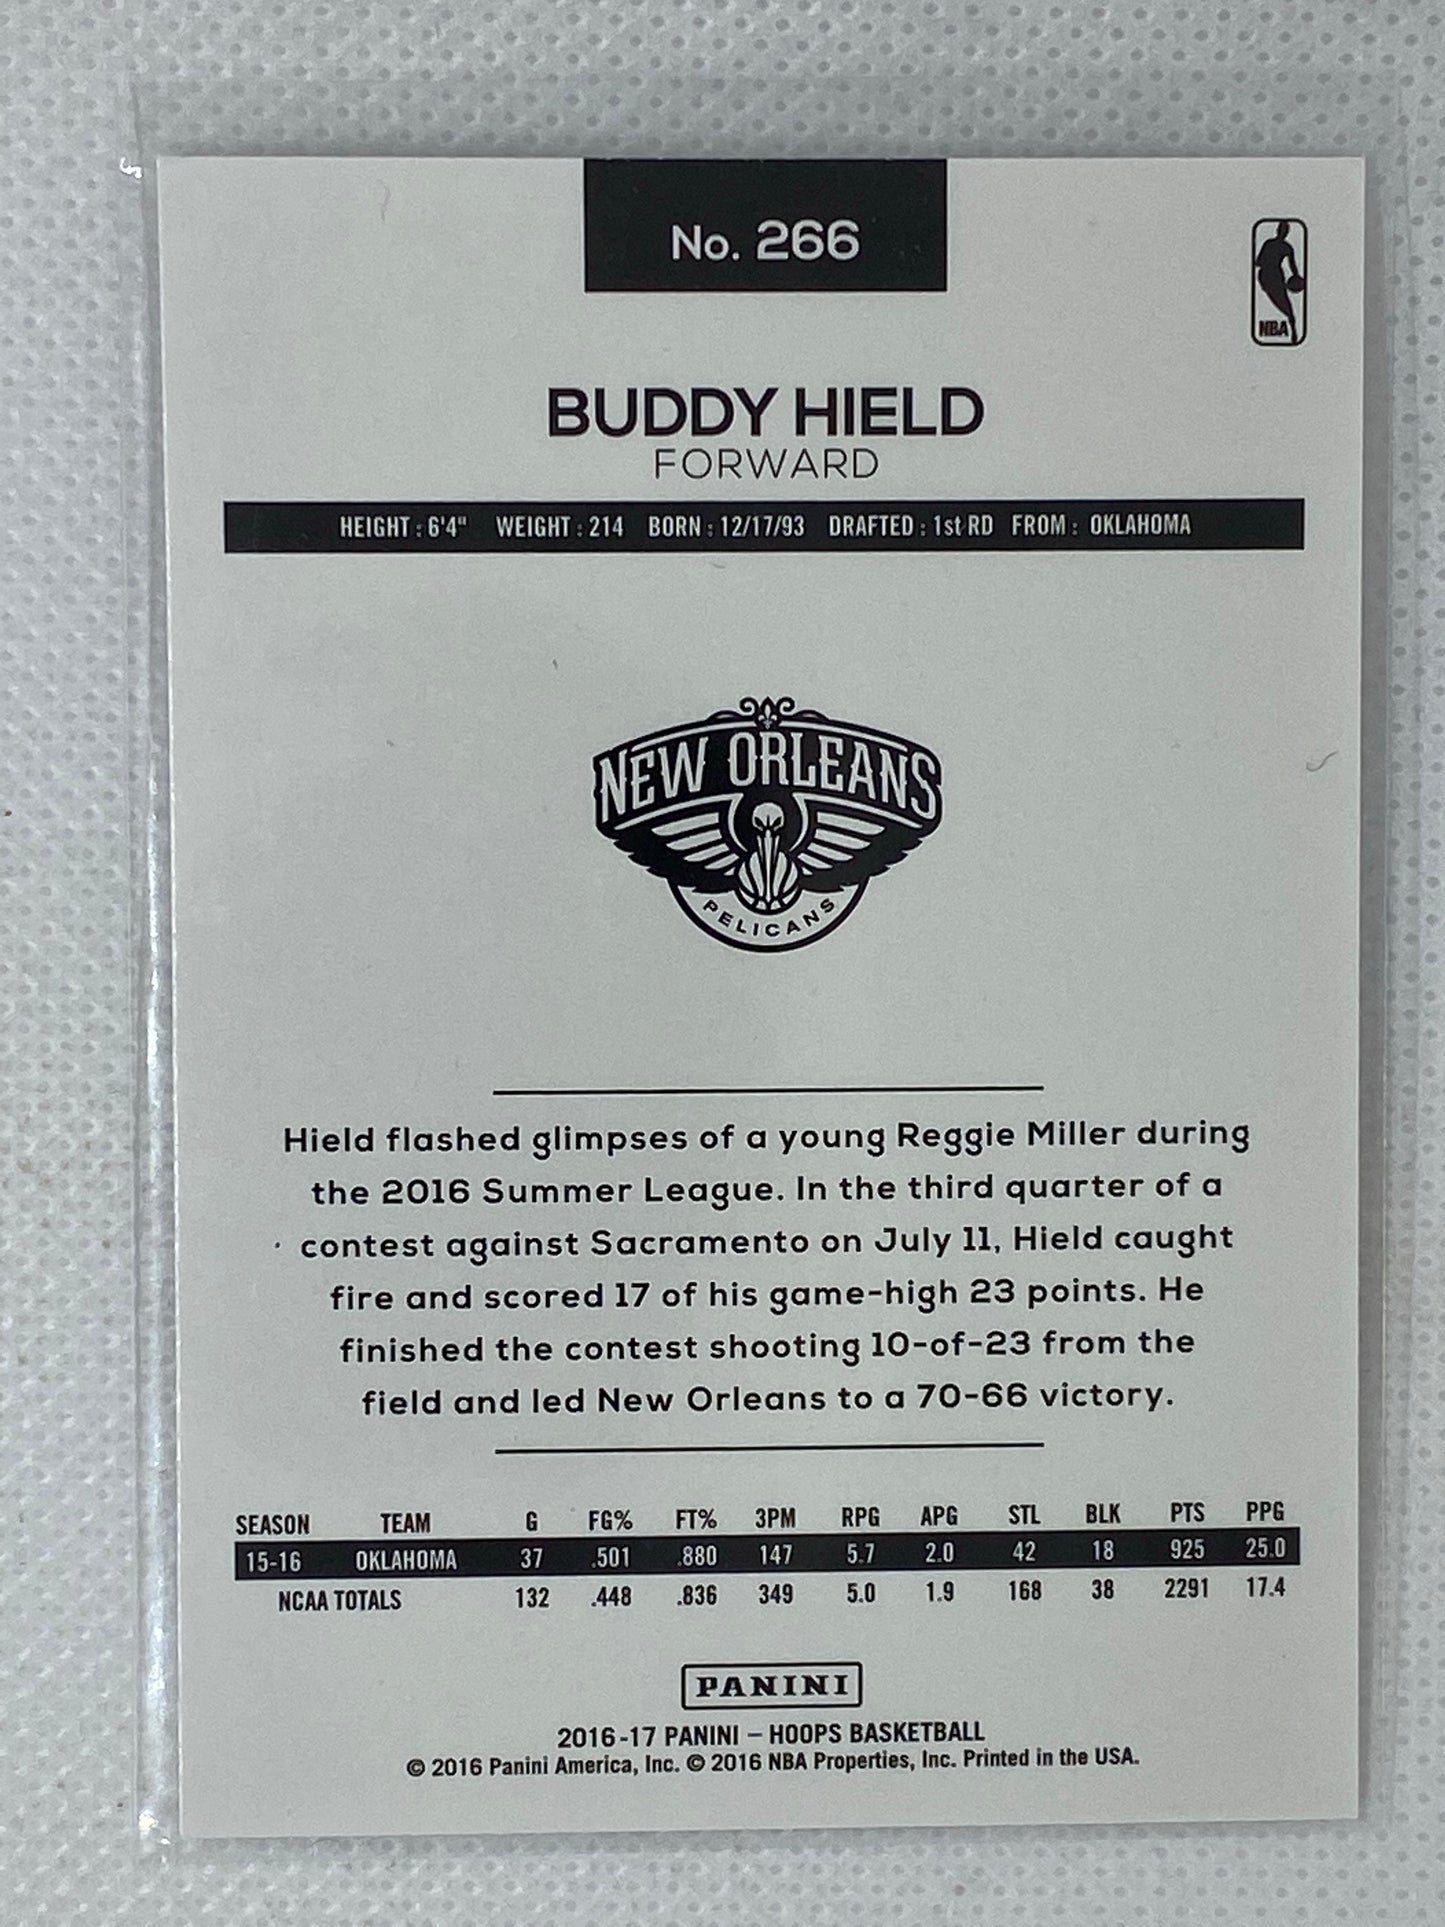 No. 266
NBA
BUDDY HIELD
FORWARD
HEIGHT : 6'4" WEIGHT : 214 BORN : 12/17/93 DRAFTED : 1st RD FROM : OKLAHOMA
NEW ORLEANS
PELICANS
Hield flashed glimpses of a young Reggie Miller during
the 2016 Summer League. In the third quarter of a
contest against Sacramento on July 11, Hield caught
fire and scored 17 of his game-high 23 points. He
finished the contest shooting 10-of-23 from the
field and led New Orleans to a 70-66 victory.
SEASON TEAM G FG% FT% 3PM RPG APG STL BLK PTS PPG
15-16 OKLAHOMA 37 .501 .880 147 5.7 2.0 42 18 925 25.0
NCAA TOTALS 132 .448 .836 349 5.0 1.9 168 38 2291 17.4
PANINI
2016-17 PANINI – HOOPS BASKETBALL
© 2016 Panini America, Inc. © 2016 NBA Properties, Inc. Printed in the USA.